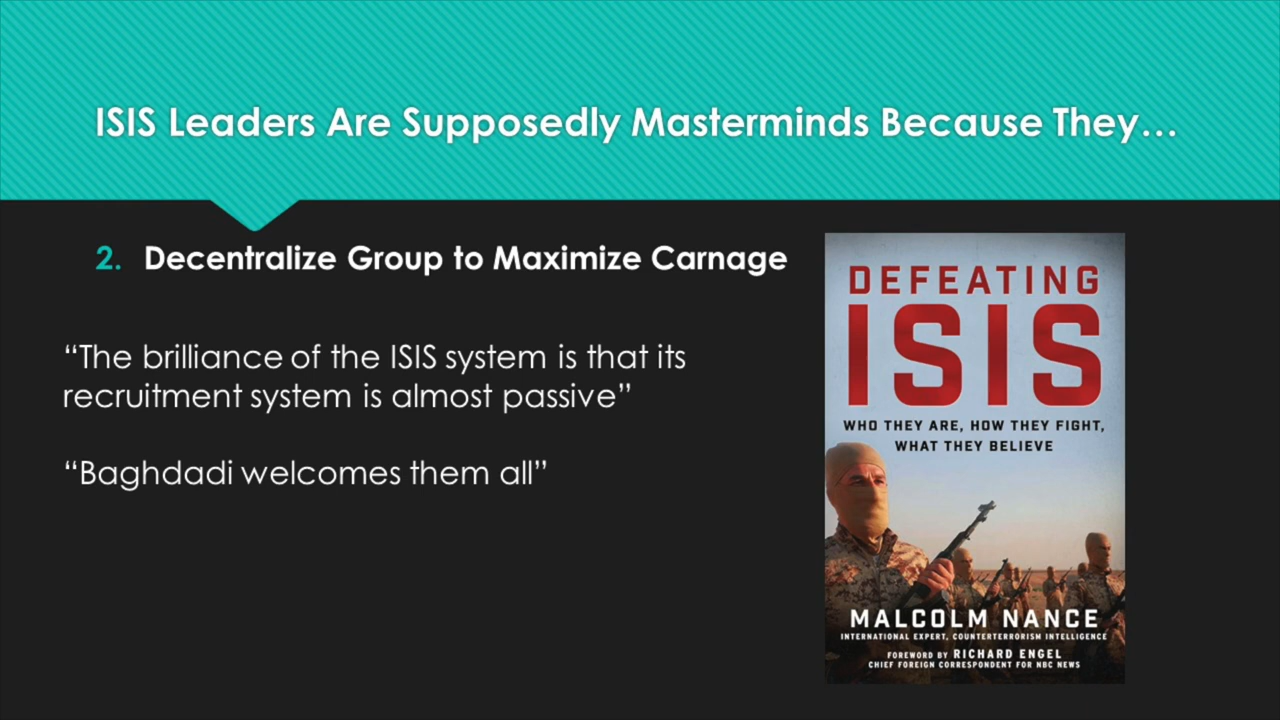 ISIS Leaders Are Supposedly Masterminds Because They…
2. Decentralize Group to Maximize Carnage
“The brilliance of the ISIS system is that its
recruitment system is almost passive”
“Baghdadi welcomes them all”
DEFEATING
ISIS
WHO THEY ARE, HOW THEY FIGHT,
WHAT THEY BELIEVE
MALCOLM NANCE
INTERNATIONAL EXPERT, COUNTERTERRORISM INTELLIGENCE
FOREWORD BY RICHARD ENGEL
CHIEF FOREIGN CORRESPONDENT FOR NBC NEWS